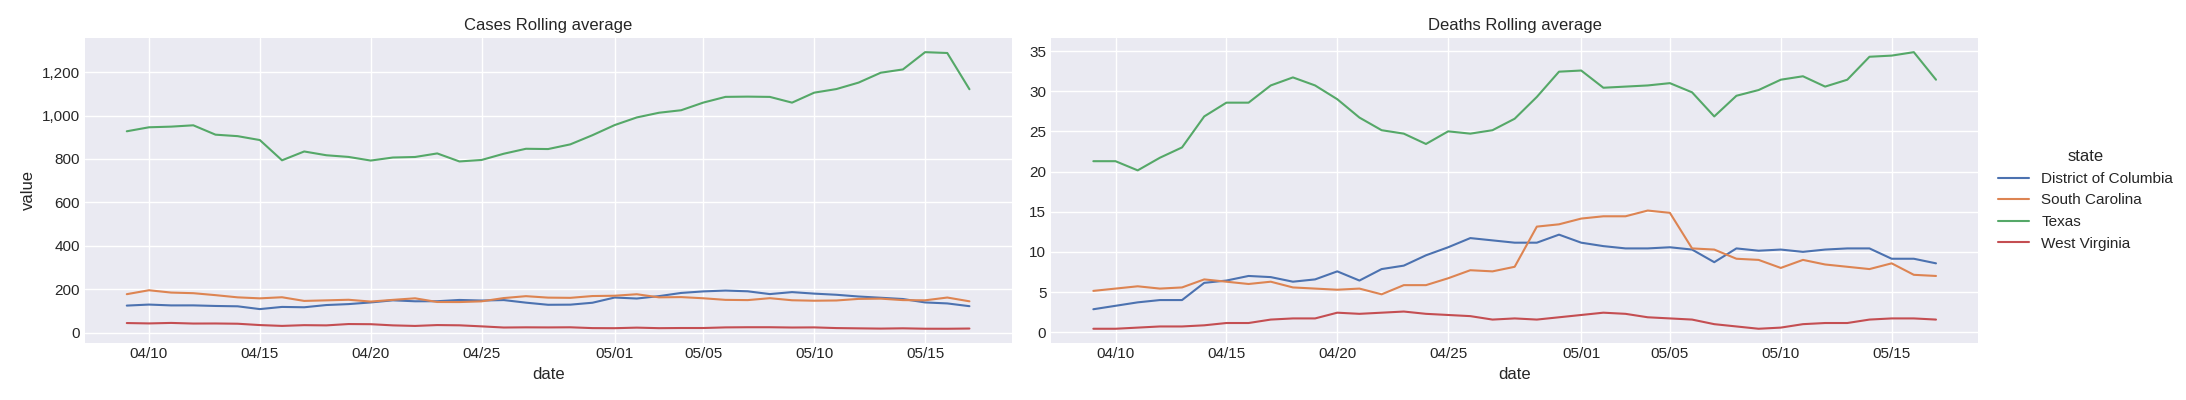 Cases Rolling average
1,200
1,000
800
600
400
200
0
value
04/10 04/15 04/20 04/25 05/01 05/05 05/10 05/15
date
Deaths Rolling average
35
30
25
20
15
10
5
0
04/10 04/15 04/20 04/25 05/01 05/05 05/10 05/15
date
state
District of Columbia
South Carolina
Texas
West Virginia